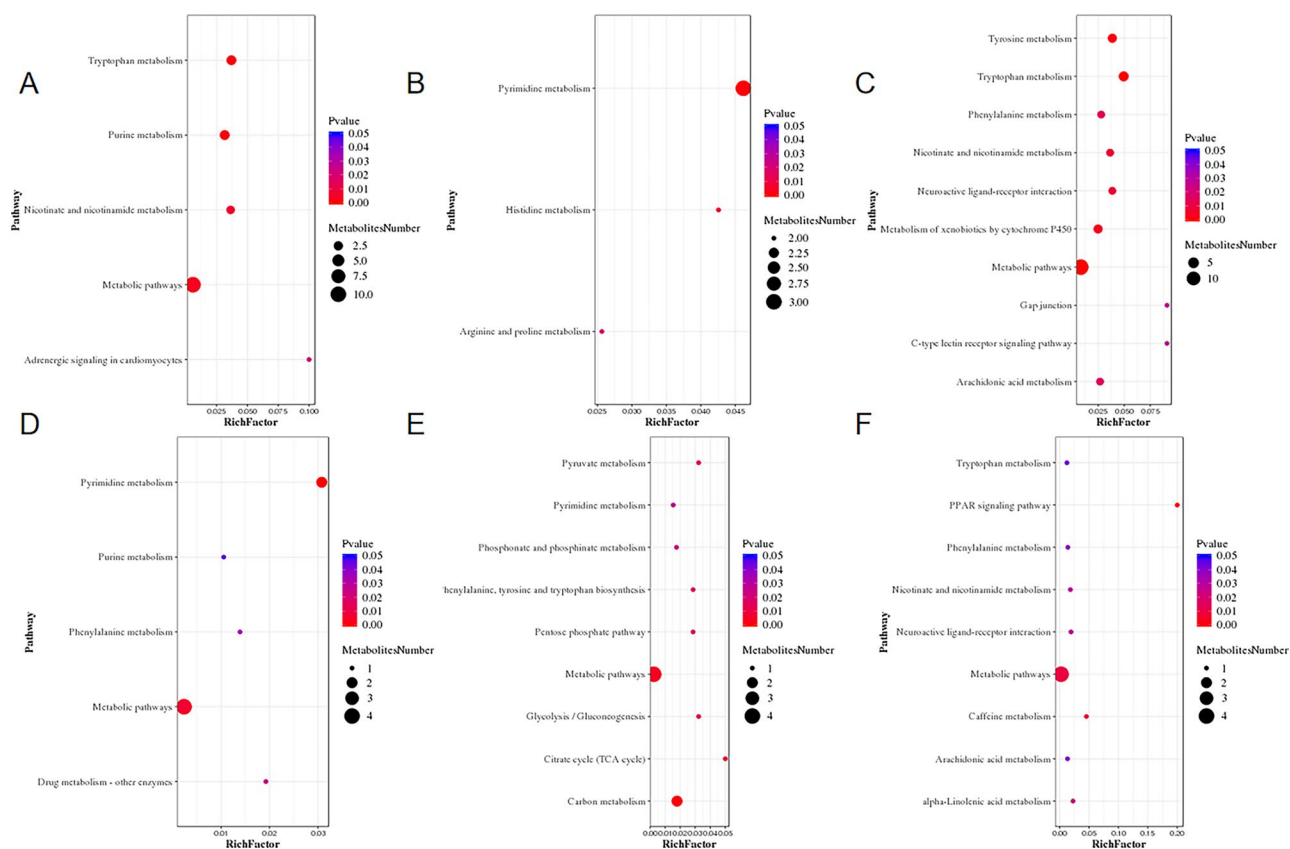 A
Pathway
Tryptophan metabolism
Purine metabolism
Nicotinate and nicotinamide metabolism
Metabolic pathways
Adrenergic signaling in cardiomyocytes
0.025 0.050 0.075 0.100
RichFactor
Pvalue
0.05
0.04
0.03
0.02
0.01
0.00
MetabolitesNumber
2.5
5.0
7.5
10.0
B
Pathway
Pyrimidine metabolism
Histidine metabolism
Arginine and proline metabolism
0.025 0.030 0.035 0.040 0.045
RichFactor
Pvalue
0.05
0.04
0.03
0.02
0.01
0.00
MetabolitesNumber
2.00
2.25
2.50
2.75
3.00
C
Pathway
Tyrosine metabolism
Tryptophan metabolism
Phenylalanine metabolism
Nicotinate and nicotinamide metabolism
Neuroactive ligand-receptor interaction
Metabolism of xenobiotics by cytochrome P450
Metabolic pathways
Gap junction
C-type lectin receptor signaling pathway
Arachidonic acid metabolism
0.025 0.050 0.075
RichFactor
Pvalue
0.05
0.04
0.03
0.02
0.01
0.00
MetabolitesNumber
5
10
D
Pathway
Pyrimidine metabolism
Purine metabolism
Phenylalanine metabolism
Metabolic pathways
Drug metabolism - other enzymes
0.01 0.02 0.03
RichFactor
Pvalue
0.05
0.04
0.03
0.02
0.01
0.00
MetabolitesNumber
1
2
3
4
E
Pathway
Pyruvate metabolism
Pyrimidine metabolism
Phosphonate and phosphinate metabolism
henylalanine, tyrosine and tryptophan biosynthesis
Pentose phosphate pathway
Metabolic pathways
Glycolysis / Gluconeogenesis
Citrate cycle (TCA cycle)
Carbon metabolism
0.000.010.020.030.040.05
RichFactor
Pvalue
0.05
0.04
0.03
0.02
0.01
0.00
MetabolitesNumber
1
2
3
4
F
Pathway
Tryptophan metabolism
PPAR signaling pathway
Phenylalanine metabolism
Nicotinate and nicotinamide metabolism
Neuroactive ligand-receptor interaction
Metabolic pathways
Caffeine metabolism
Arachidonic acid metabolism
alpha-Linolenic acid metabolism
0.00 0.05 0.10 0.15 0.20
RichFactor
Pvalue
0.05
0.04
0.03
0.02
0.01
0.00
MetabolitesNumber
1
2
3
4